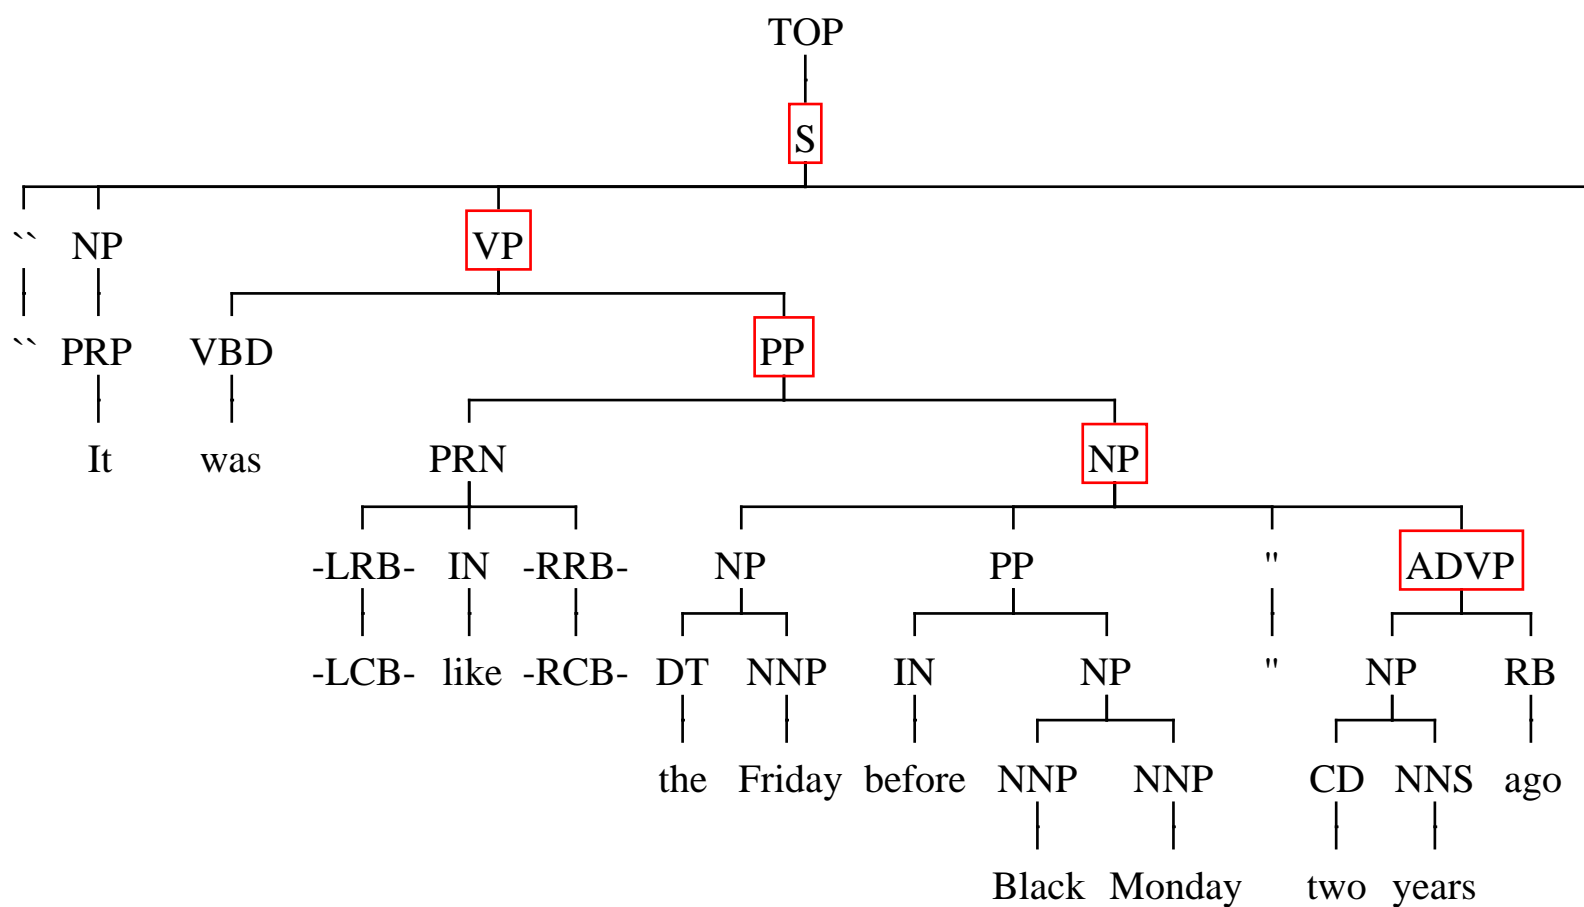 TOP
S
`` NP VP
`` PRP VBD PP
It was PRN NP
-LRB- IN -RRB- NP PP " ADVP
-LCB- like -RCB- DT NNP IN NP " NP RB
the Friday before NNP NNP CD NNS ago
Black Monday two years